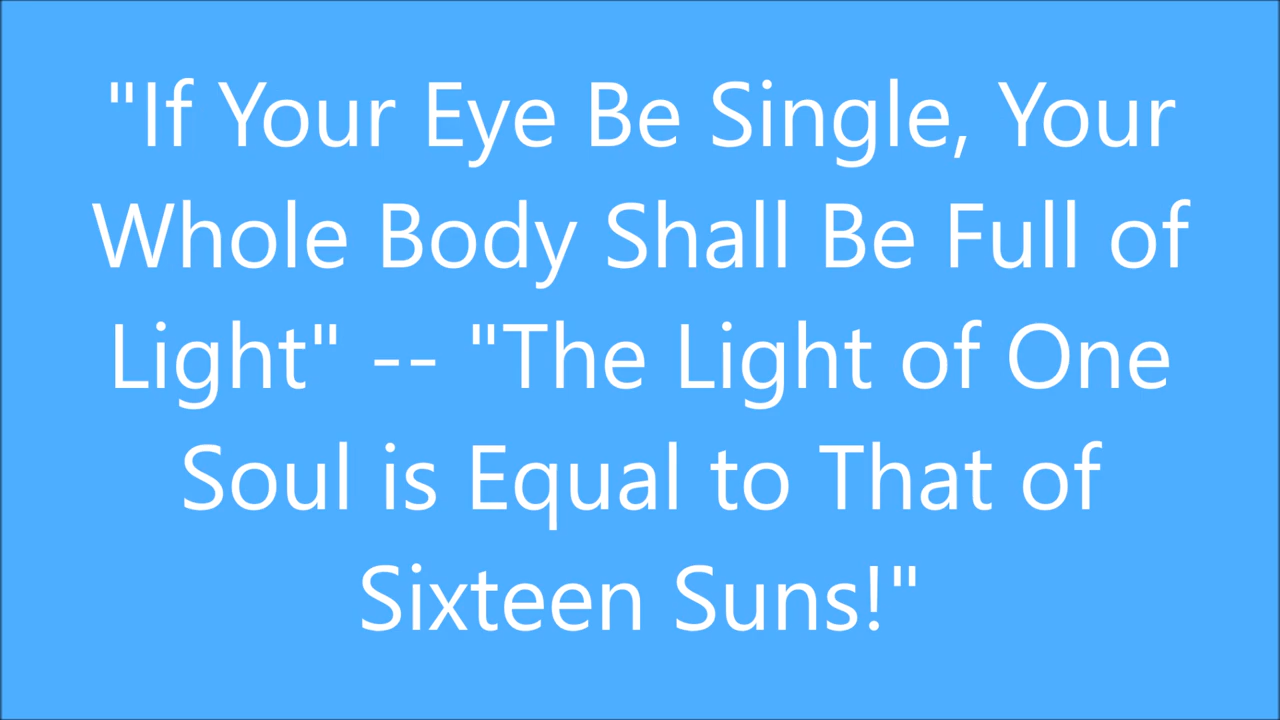 "If Your Eye Be Single, Your
Whole Body Shall Be Full of
Light" -- "The Light of One
Soul is Equal to That of
Sixteen Suns!"